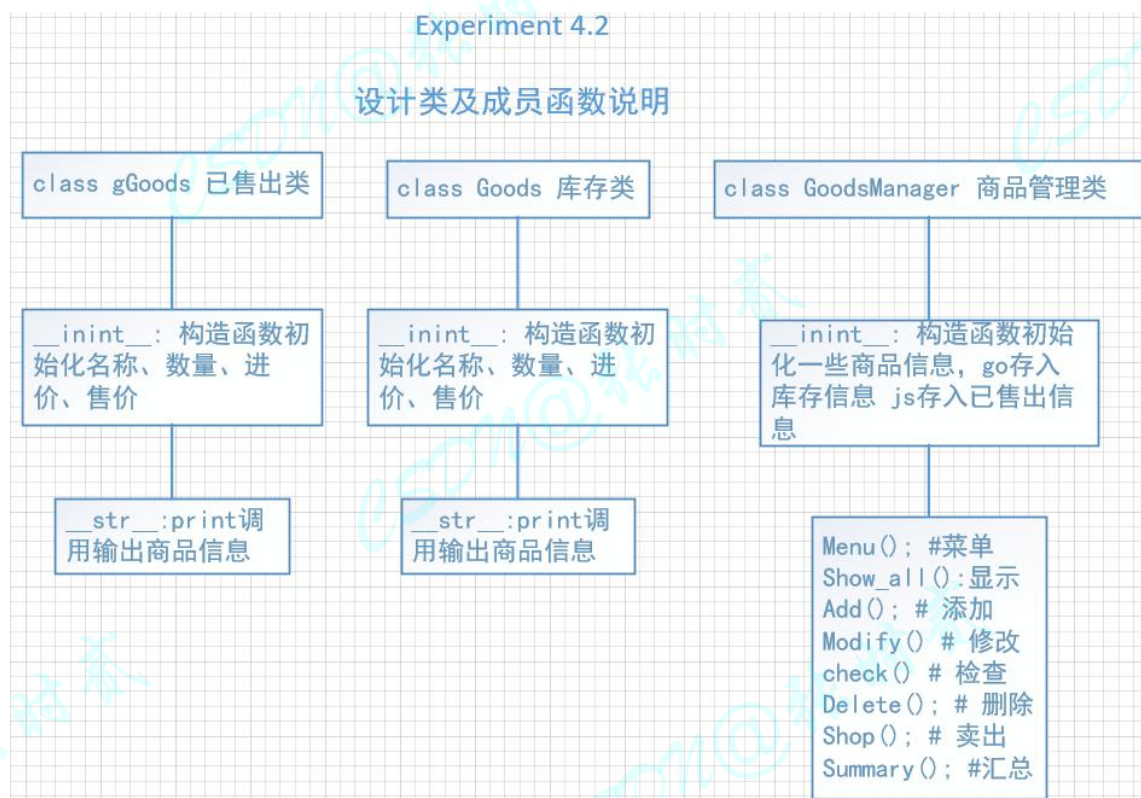 Experiment 4.2
设计类及成员函数说明
class gGoods 已售出类
__inint__: 构造函数初
始化名称、数量、进
价、售价
__str__:print调
用输出商品信息
class Goods 库存类
__inint__: 构造函数初
始化名称、数量、进
价、售价
__str__:print调
用输出商品信息
class GoodsManager 商品管理类
__inint__: 构造函数初始
化一些商品信息，go存入
库存信息 js存入已售出信
息
Menu(); #菜单
Show_all():显示
Add(); # 添加
Modify() # 修改
check() # 检查
Delete(); # 删除
Shop(); # 卖出
Summary(); #汇总
CSDN@张时贰